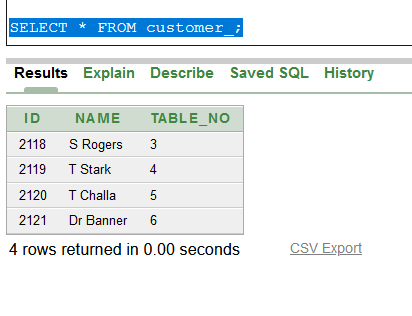 SELECT * FROM customer_;
Results Explain Describe Saved SQL History
ID NAME TABLE_NO
2118 S Rogers 3
2119 T Stark 4
2120 T Challa 5
2121 Dr Banner 6
4 rows returned in 0.00 seconds CSV Export